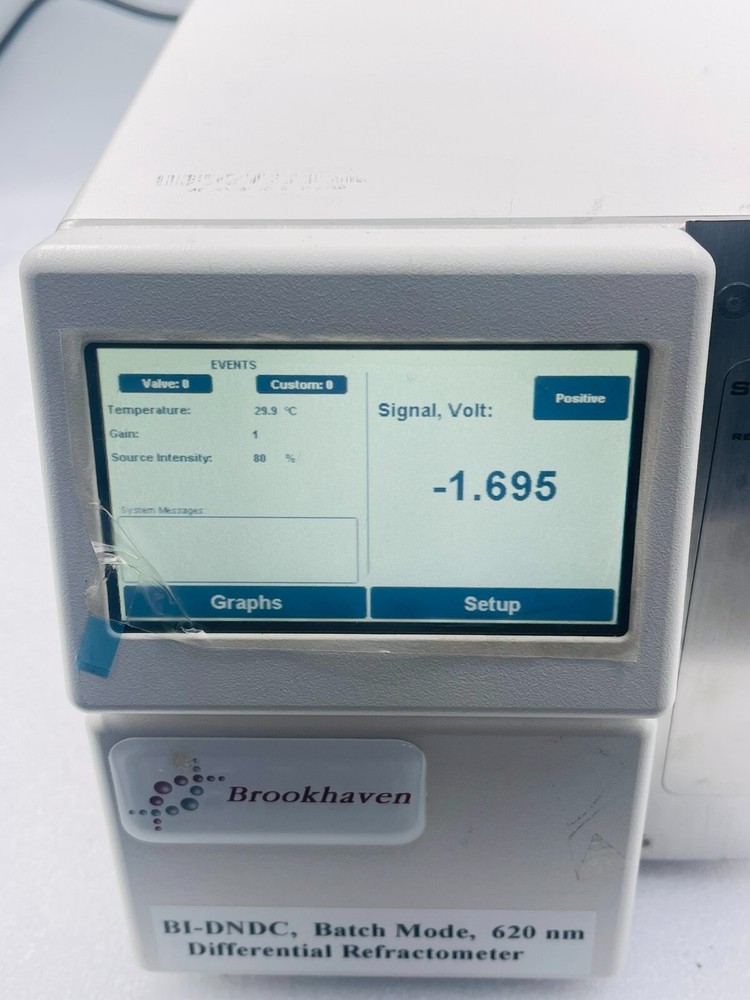 EVENTS
Valve: 0
Custom: 0
Temperature: 29.9 °C
Gain: 1
Source Intensity: 80 %
System Messages:
Signal, Volt:
Positive
-1.695
Graphs
Setup
Brookhaven
BI-DNDC, Batch Mode, 620 nm
Differential Refractometer